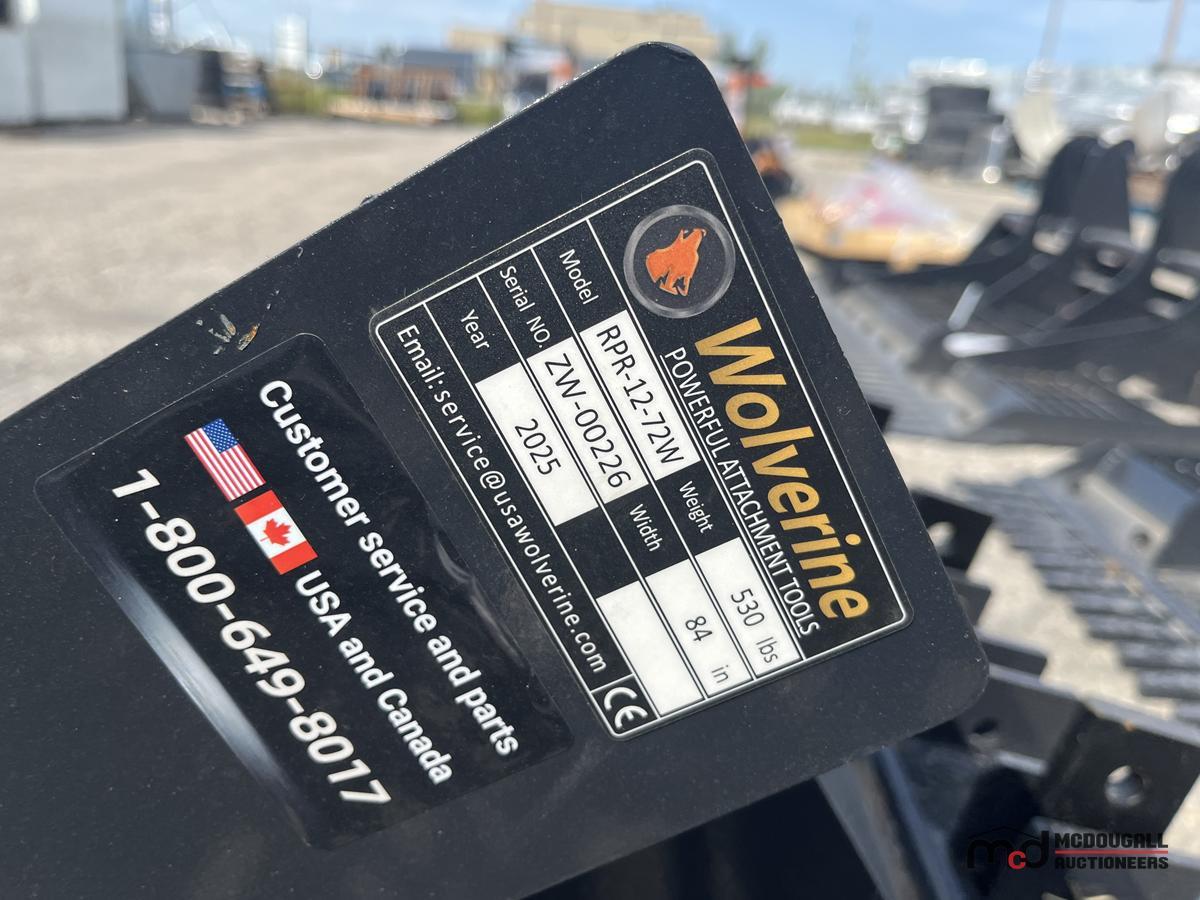 Wolverine
POWERFUL ATTACHMENT TOOLS
Model RPR-12-72W Weight 530 lbs
Serial NO. ZW-00226 Width 84 in
Year 2025
Email: service@usawolverine.com CE
Customer service and parts
USA and Canada
1-800-649-8017
mcd MCDOUGALL
AUCTIONEERS